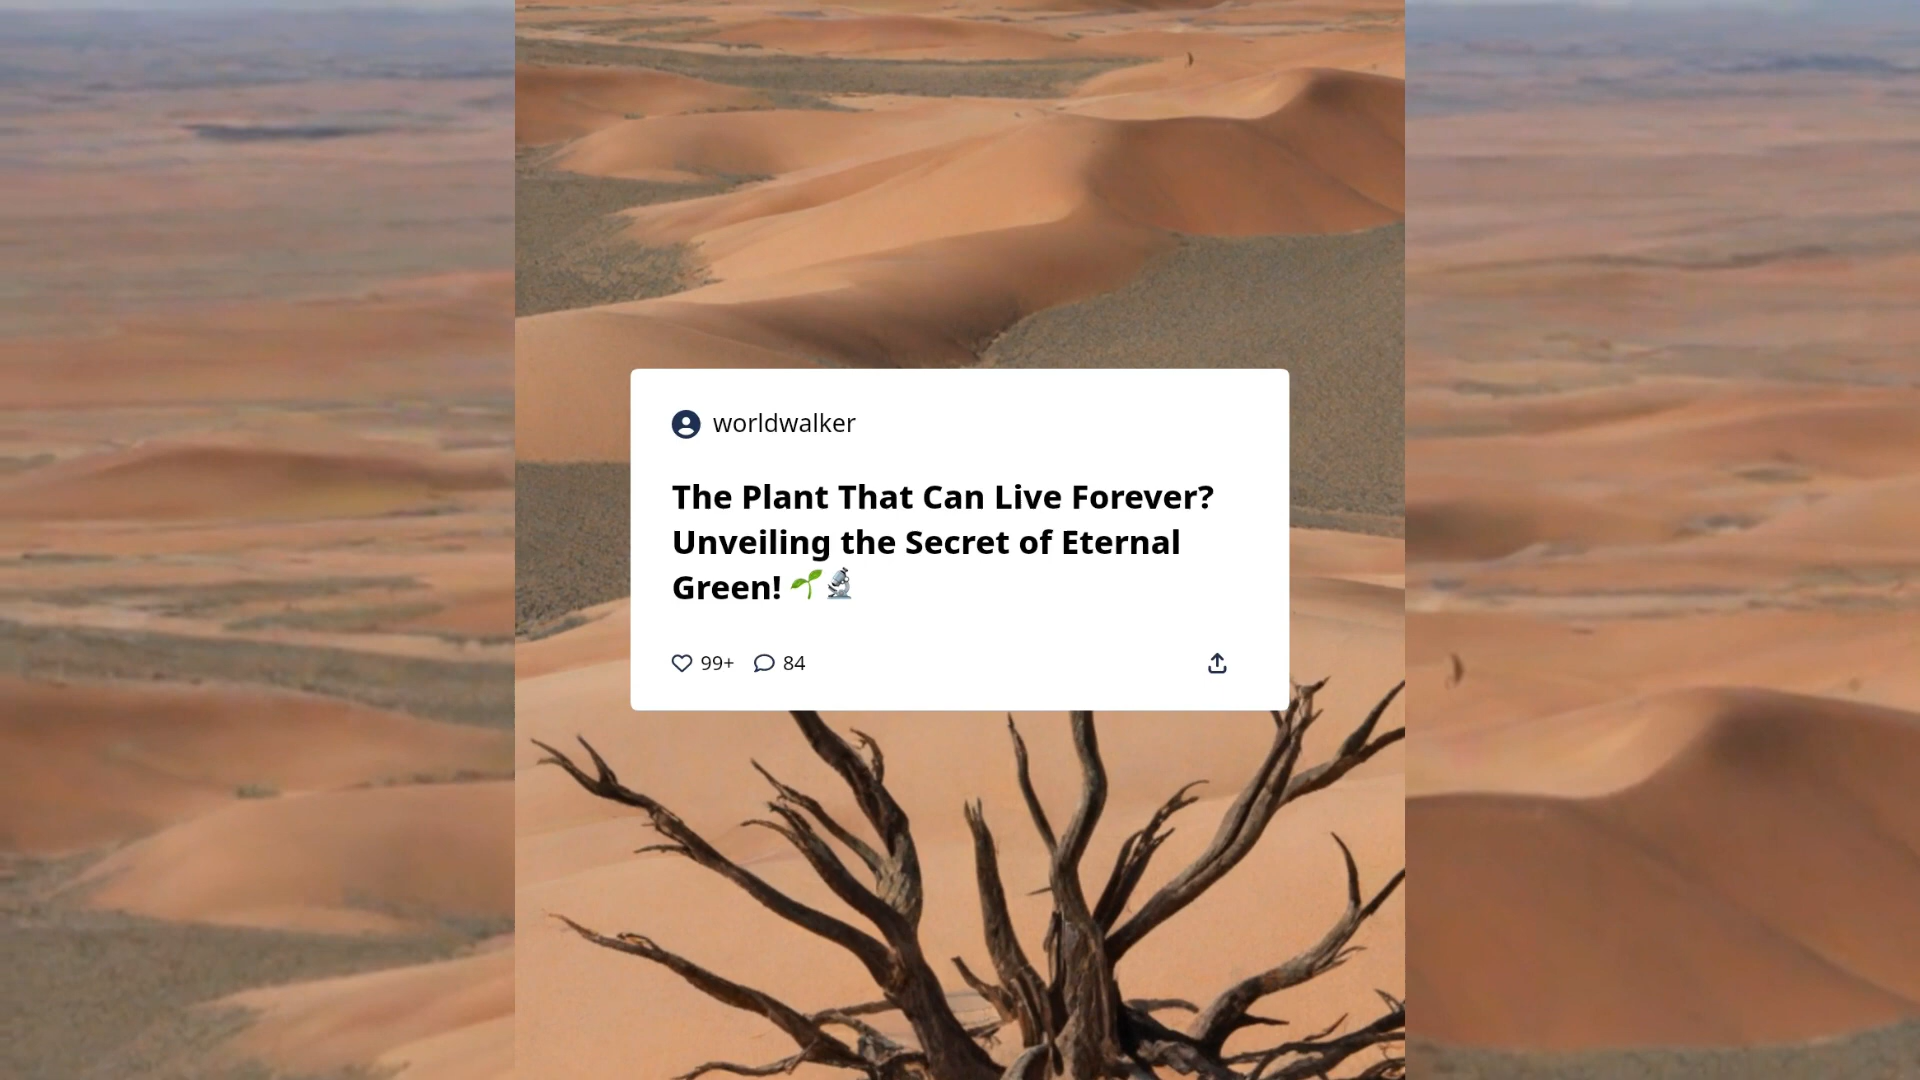 worldwalker
The Plant That Can Live Forever?
Unveiling the Secret of Eternal
Green! 🌱🔬
99+ 84